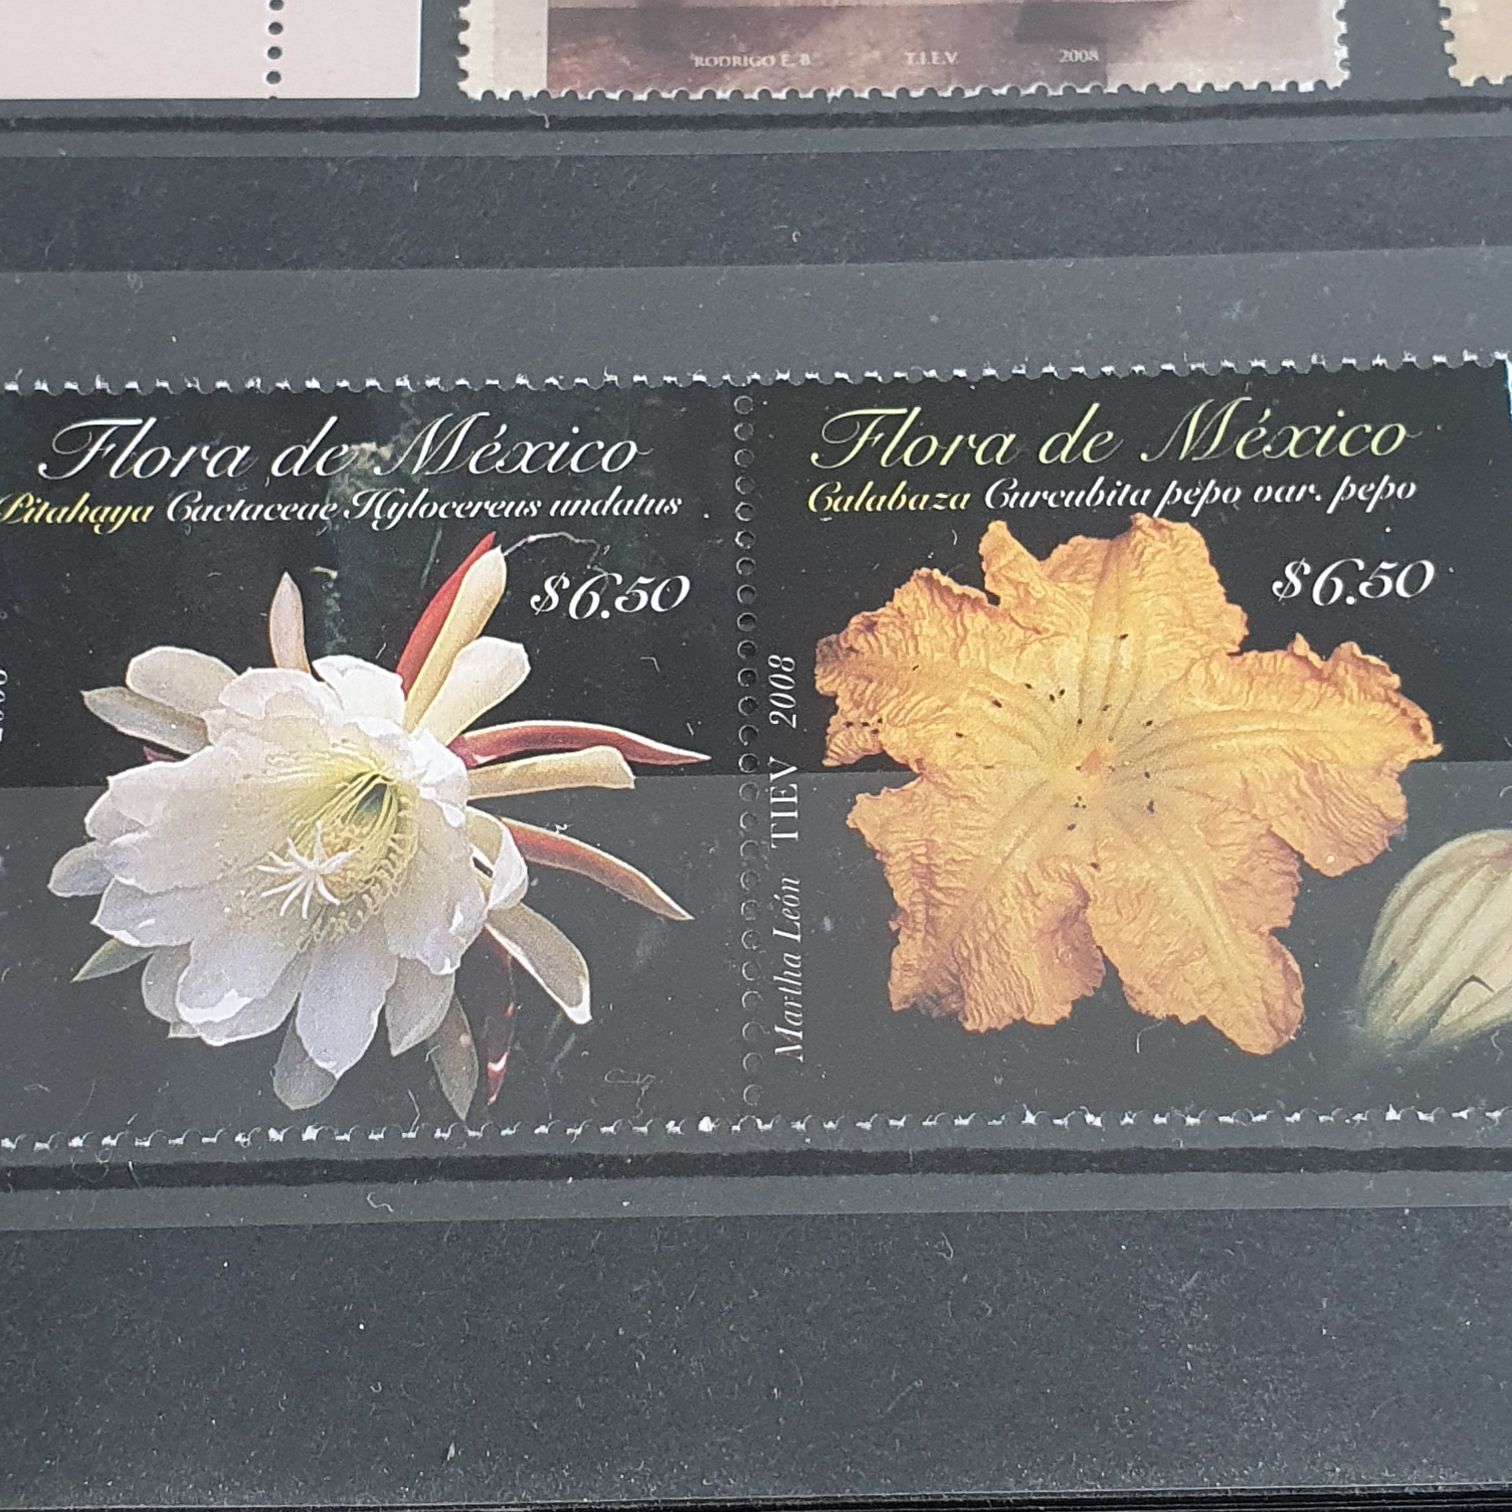 RODRIGO E. B T.I.E.V 2008
Flora de México
Pitahaya Cactaceae Hylocereus undatus
$6.50
Flora de México
Calabaza Curcubita pepo var. pepo
$6.50
Martha León TIEV 2008